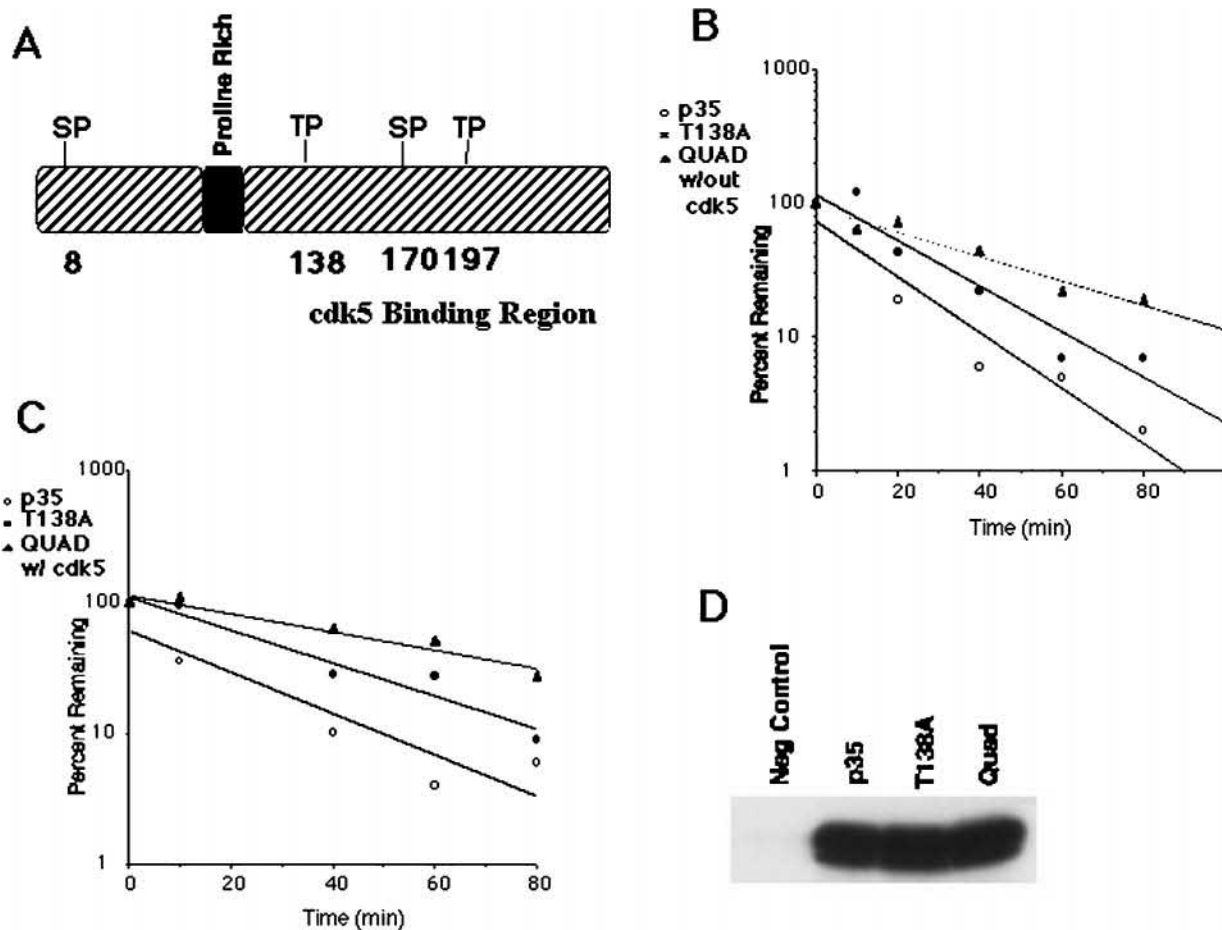 A
Proline Rich
SP
TP
SP
TP
8
138
170
197
cdk5 Binding Region
B
p35
T138A
QUAD
w/out
cdk5
Percent Remaining
1000
100
10
1
0
20
40
60
80
Time (min)
C
p35
T138A
QUAD
w/ cdk5
Percent Remaining
1000
100
10
1
0
20
40
60
80
Time (min)
D
Neg Control
p35
T138A
Quad